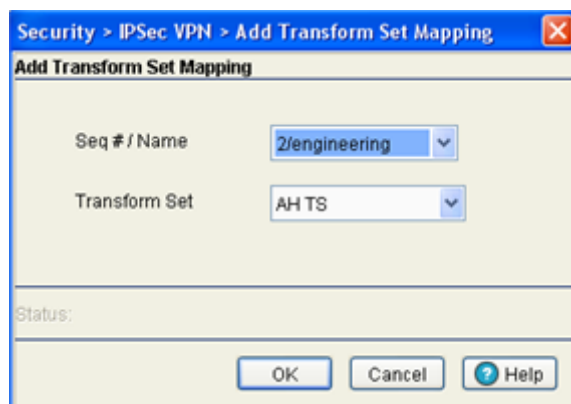 Security > IPSec VPN > Add Transform Set Mapping
Add Transform Set Mapping
Seq # / Name 2/engineering
Transform Set AH TS
Status:
OK Cancel ? Help